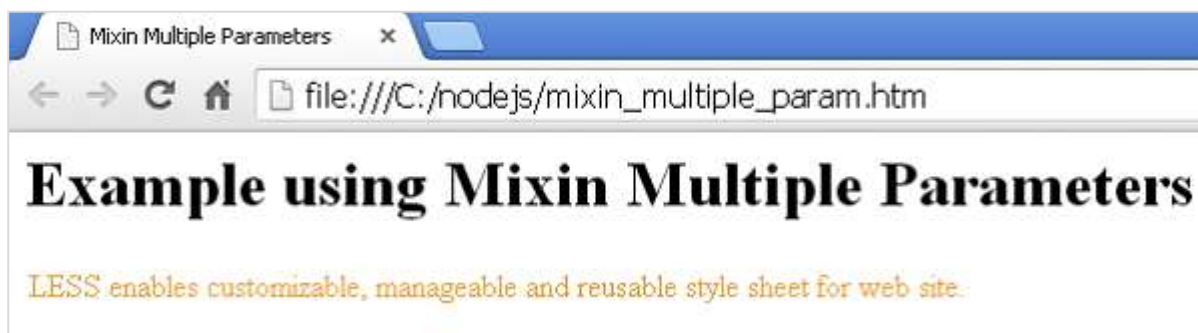 Mixin Multiple Parameters
file:///C:/nodejs/mixin_multiple_param.htm
Example using Mixin Multiple Parameters
LESS enables customizable, manageable and reusable style sheet for web site.